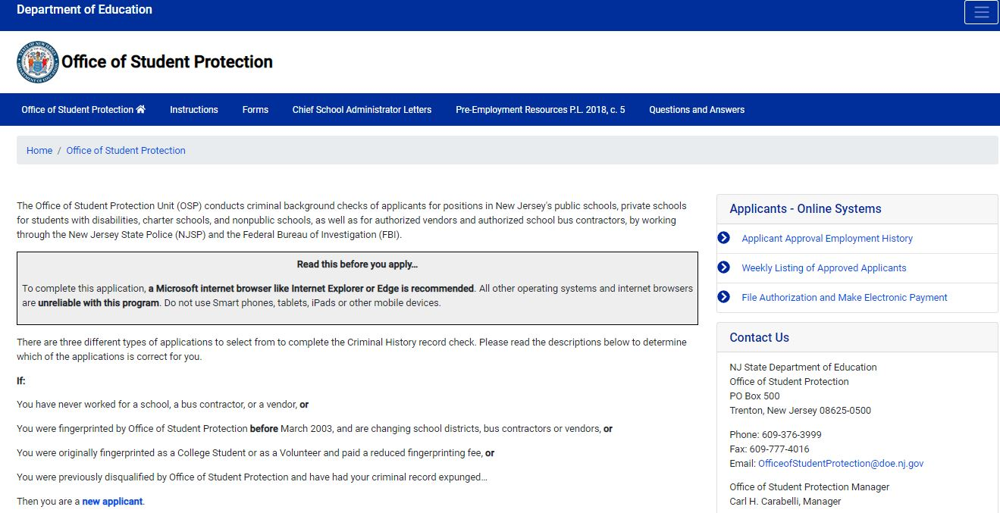 Department of Education
Office of Student Protection
Office of Student Protection
Instructions
Forms
Chief School Administrator Letters
Pre-Employment Resources P.L. 2018, c. 5
Questions and Answers
Home / Office of Student Protection
The Office of Student Protection Unit (OSP) conducts criminal background checks of applicants for positions in New Jersey's public schools, private schools
for students with disabilities, charter schools, and nonpublic schools, as well as for authorized vendors and authorized school bus contractors, by working
through the New Jersey State Police (NJSP) and the Federal Bureau of Investigation (FBI).
Read this before you apply...
To complete this application, a Microsoft internet browser like Internet Explorer or Edge is recommended. All other operating systems and internet browsers
are unreliable with this program. Do not use Smart phones, tablets, iPads or other mobile devices.
There are three different types of applications to select from to complete the Criminal History record check. Please read the descriptions below to determine
which of the applications is correct for you.
If:
You have never worked for a school, a bus contractor, or a vendor, or
You were fingerprinted by Office of Student Protection before March 2003, and are changing school districts, bus contractors or vendors, or
You were originally fingerprinted as a College Student or as a Volunteer and paid a reduced fingerprinting fee, or
You were previously disqualified by Office of Student Protection and have had your criminal record expunged...
Then you are a new applicant.
Applicants - Online Systems
Applicant Approval Employment History
Weekly Listing of Approved Applicants
File Authorization and Make Electronic Payment
Contact Us
NJ State Department of Education
Office of Student Protection
PO Box 500
Trenton, New Jersey 08625-0500
Phone: 609-376-3999
Fax: 609-777-4016
Email: OfficeofStudentProtection@doe.nj.gov
Office of Student Protection Manager
Carl H. Carabelli, Manager